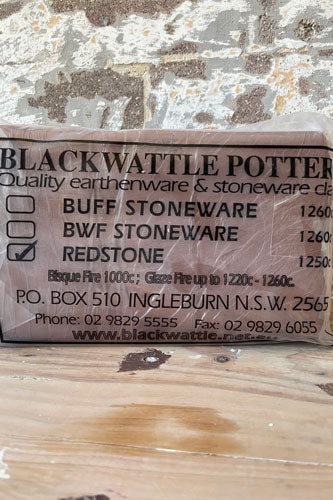 BLACKWATTLE POTTER
Quality earthenware & stoneware cla
BUFF STONEWARE 1260
BWF STONEWARE 1260
REDSTONE 1250
Bisque Fire 1000c; Glaze Fire up to 1220c - 1260c.
P.O. BOX 510 INGLEBURN N.S.W. 2565
Phone: 02 9829 5555 Fax: 02 9829 6055
www.blackwattle.net.